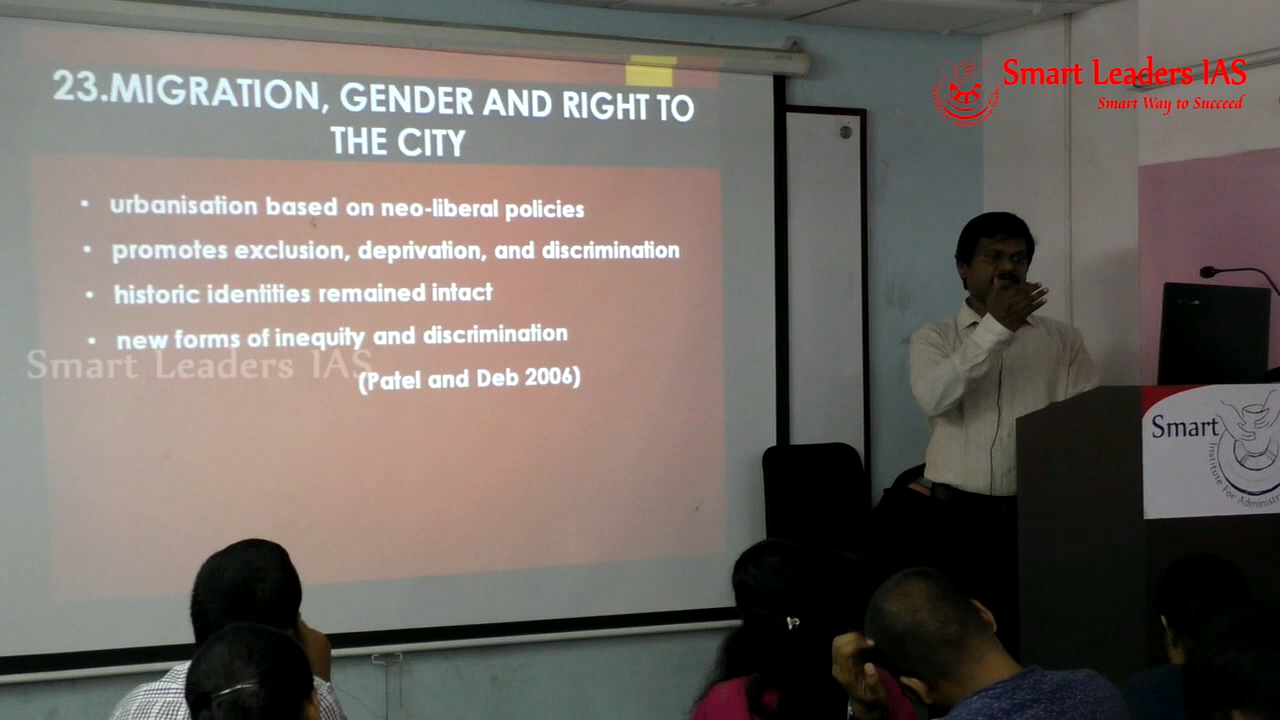 23.MIGRATION, GENDER AND RIGHT TO
THE CITY
• urbanisation based on neo-liberal policies
• promotes exclusion, deprivation, and discrimination
• historic identities remained intact
• new forms of inequity and discrimination
(Patel and Deb 2006)
Smart Leaders IAS
Smart Leaders IAS
Smart Way to Succeed
Smart
Institute For